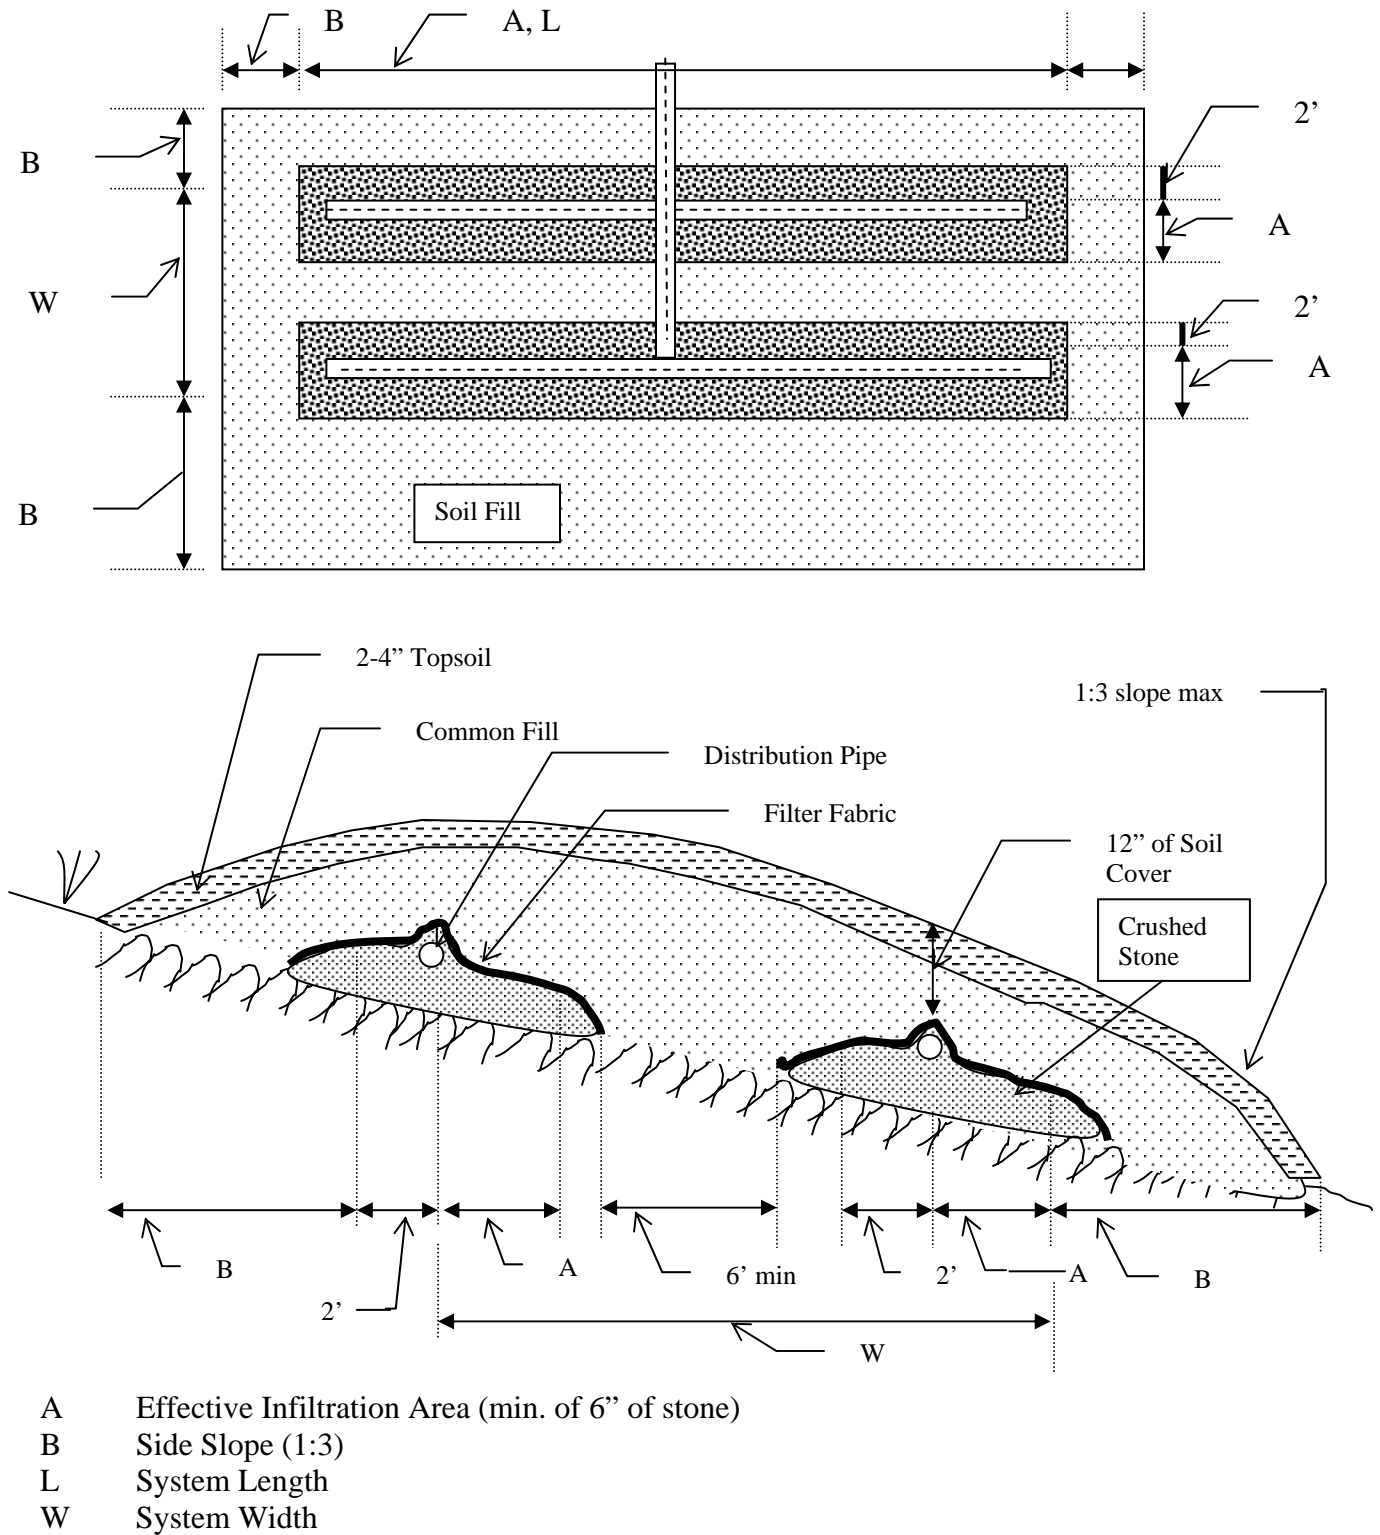 B
A, L
2’
B
A
W
2’
A
B
Soil Fill
2-4” Topsoil
1:3 slope max
Common Fill
Distribution Pipe
Filter Fabric
12” of Soil
Cover
Crushed
Stone
B
A
6’ min
2’
A
B
2’
W
A Effective Infiltration Area (min. of 6” of stone)
B Side Slope (1:3)
L System Length
W System Width